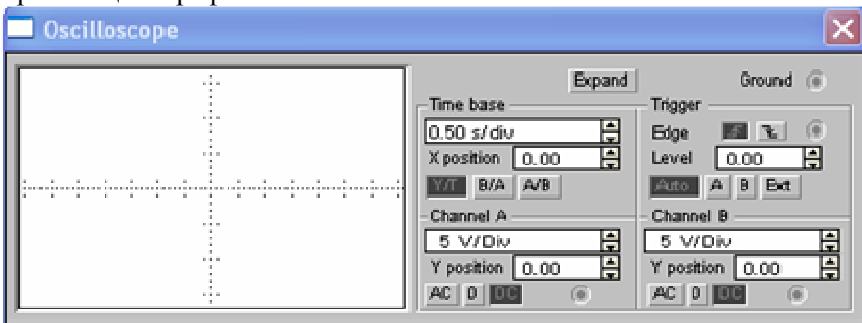 Oscilloscope
Expand Ground
Time base Trigger
0.50 s/div Edge
X position 0.00 Level 0.00
Y/T B/A A/B Auto A B Ext
Channel A Channel B
5 V/Div 5 V/Div
Y position 0.00 Y position 0.00
AC 0 DC AC 0 DC